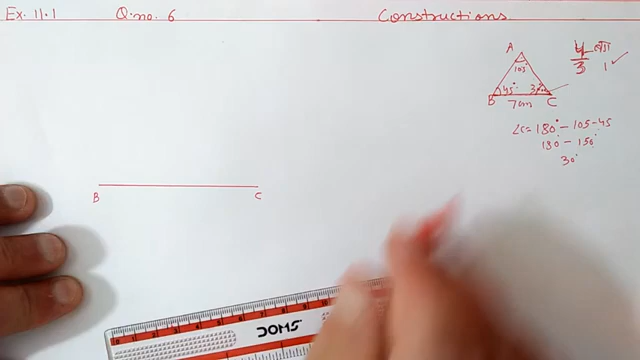 Ex. 11.1 Q.no. 6 Constructions
A
105°
45° 30°
B 7cm C
4
3 1 ✓
∠C = 180° - 105 - 45
180° - 150°
30°
B C
DOMS